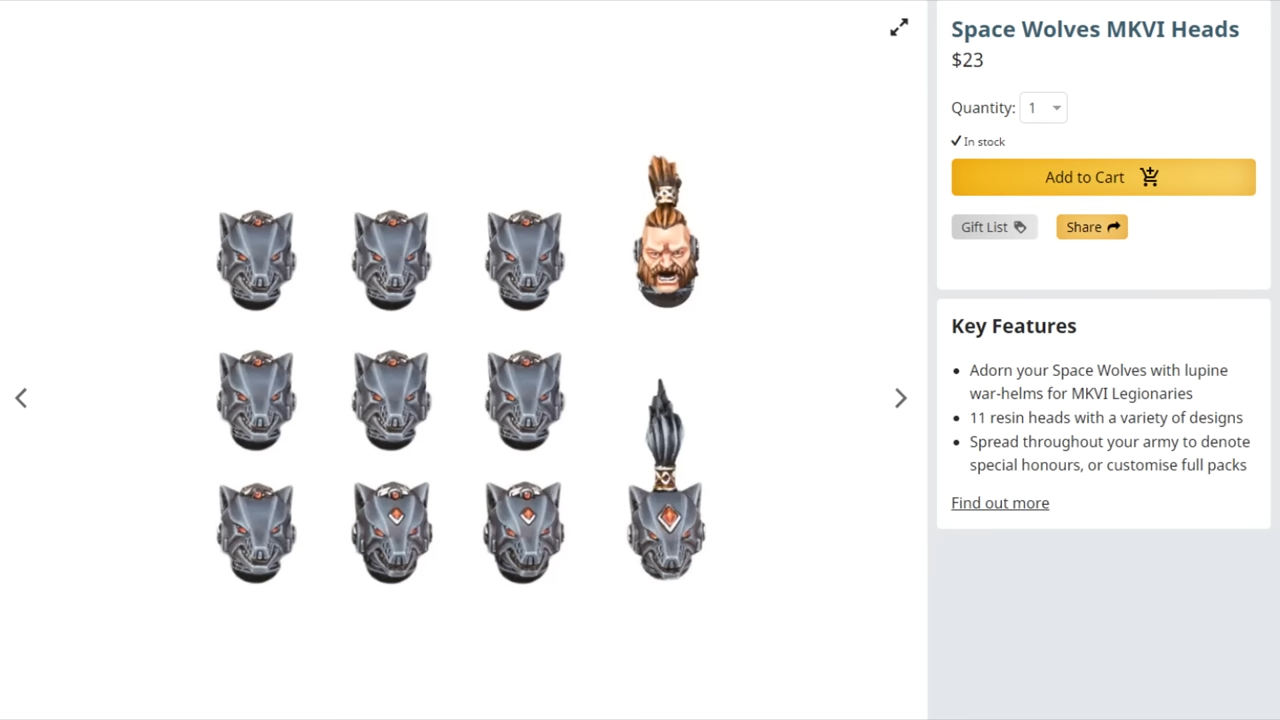 Space Wolves MKVI Heads
$23
Quantity: 1
In stock
Add to Cart
Gift List
Share
Key Features
Adorn your Space Wolves with lupine
war-helms for MKVI Legionaries
11 resin heads with a variety of designs
Spread throughout your army to denote
special honours, or customise full packs
Find out more